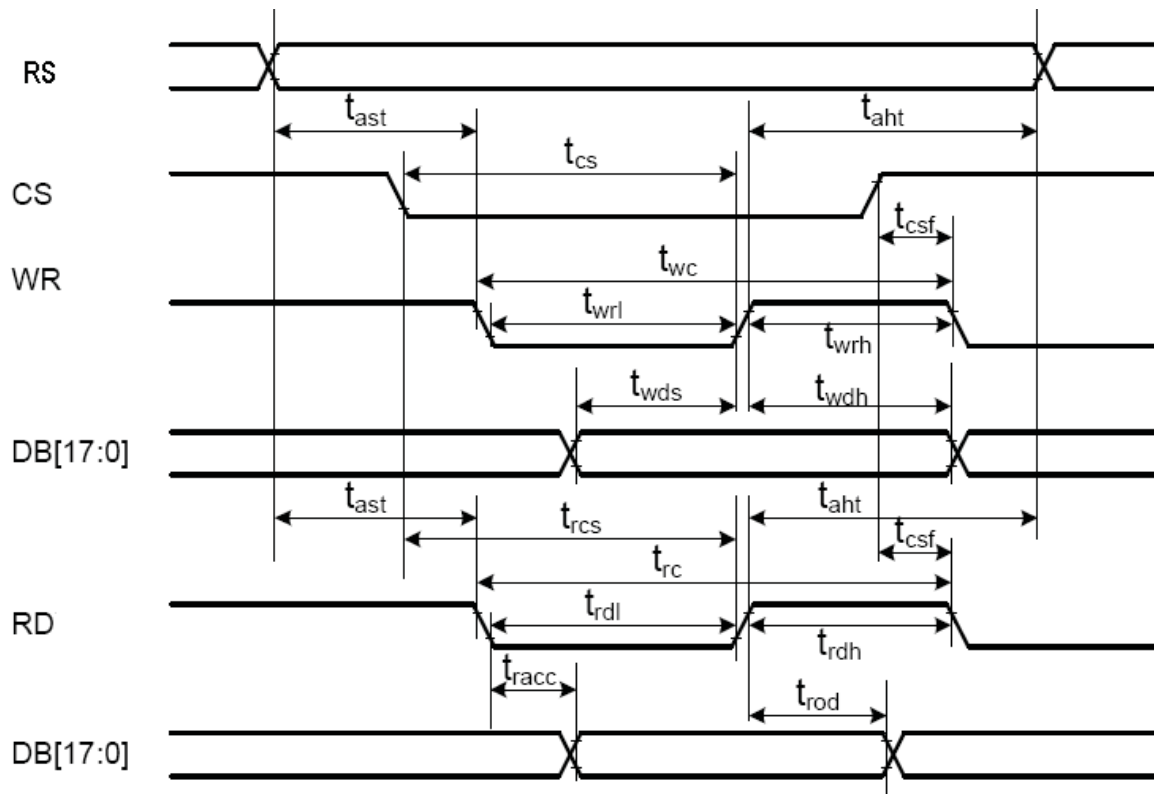 RS
tast
taht
CS
tcs
tcsf
WR
twc
twrl
twrh
twds
twdh
DB[17:0]
tast
taht
trcs
tcsf
trc
RD
trdl
trdh
tracc
trod
DB[17:0]